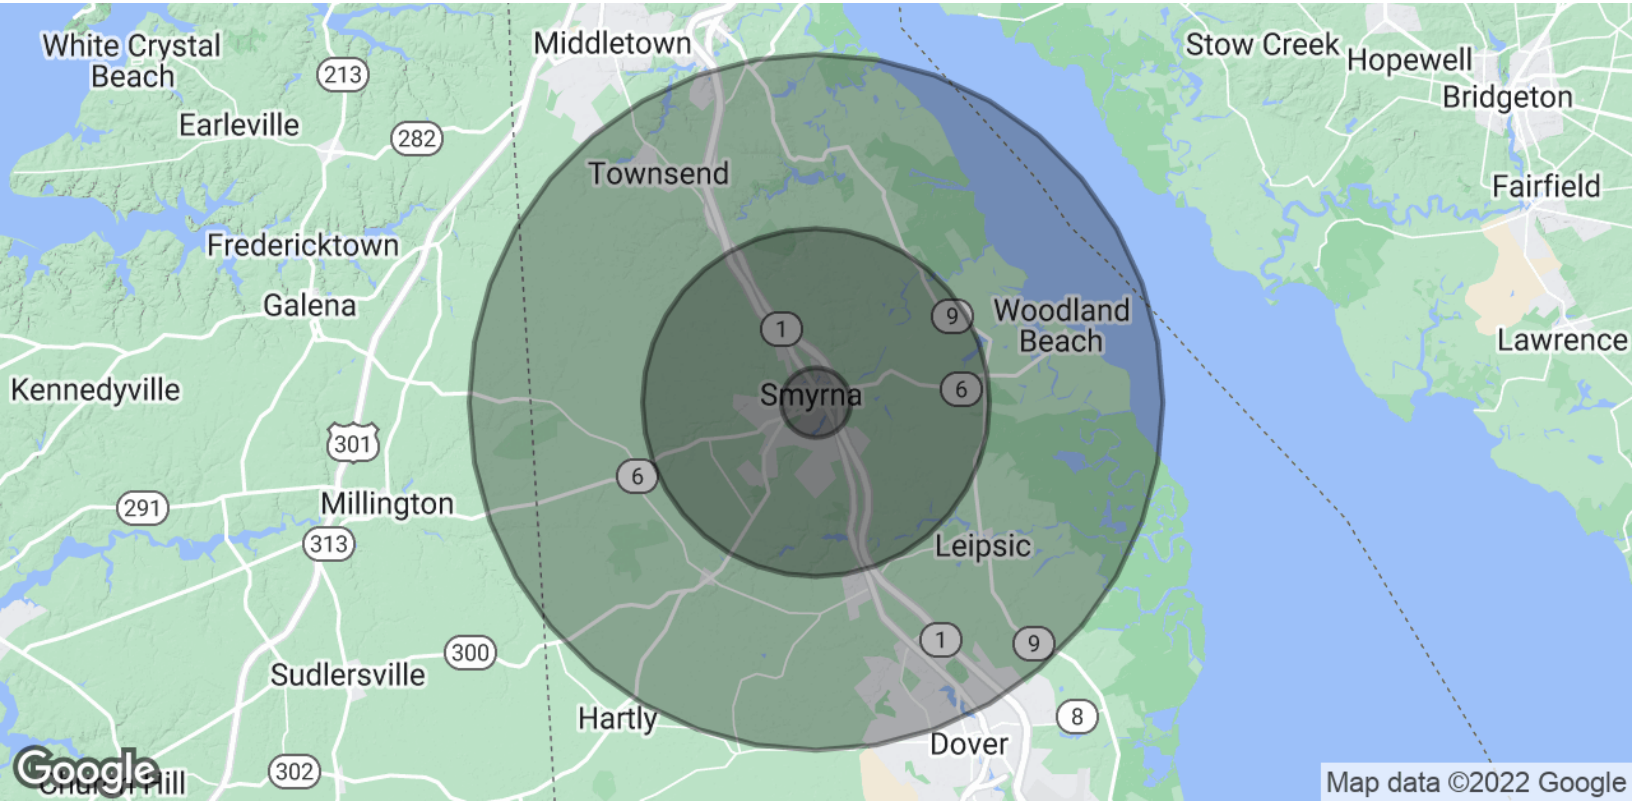 Middletown
White Crystal
Beach
Stow Creek
Hopewell
213
Bridgeton
Earleville
282
Townsend
Fairfield
Fredericktown
Galena
Woodland
Beach
9
1
Lawrence
Kennedyville
Smyrna
6
301
6
Millington
291
313
Leipsic
1
9
300
Sudlersville
Hartly
8
Dover
302
Google
Church Hill
Map data ©2022 Google